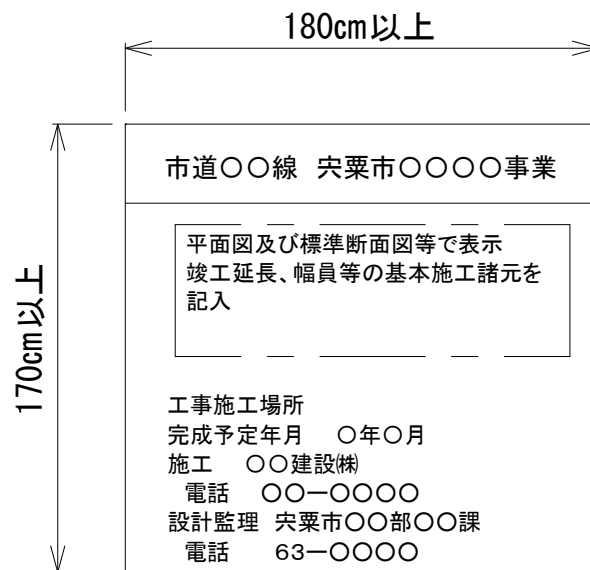 180cm以上
170cm以上
市道○○線 宍粟市○○○○事業
平面図及び標準断面図等で表示
竣工延長、幅員等の基本施工諸元を
記入
工事施工場所
完成予定年月 ○年○月
施工 ○○建設㈱
電話 ○○ー○○○○
設計監理 宍粟市○○部○○課
電話 63ー○○○○